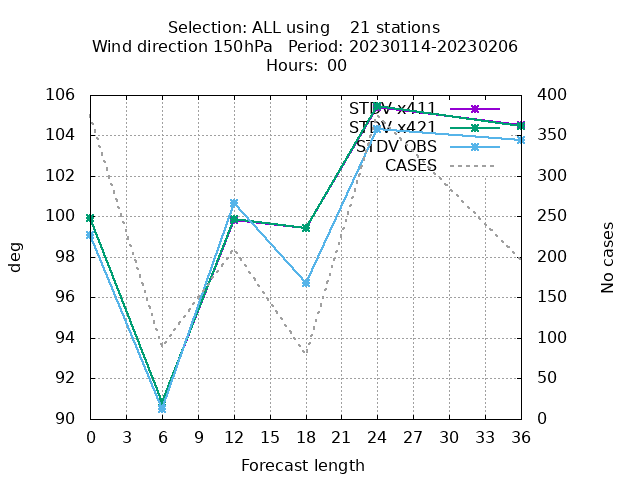 Selection: ALL using    21 stations
Wind direction 150hPa   Period: 20230114-20230206
Hours: 00
106
104
102
100
98
96
94
92
90
400
350
300
250
200
150
100
50
0
STDV x411
STDV x421
STDV OBS
CASES
deg
No cases
0 3 6 9 12 15 18 21 24 27 30 33 36
Forecast length